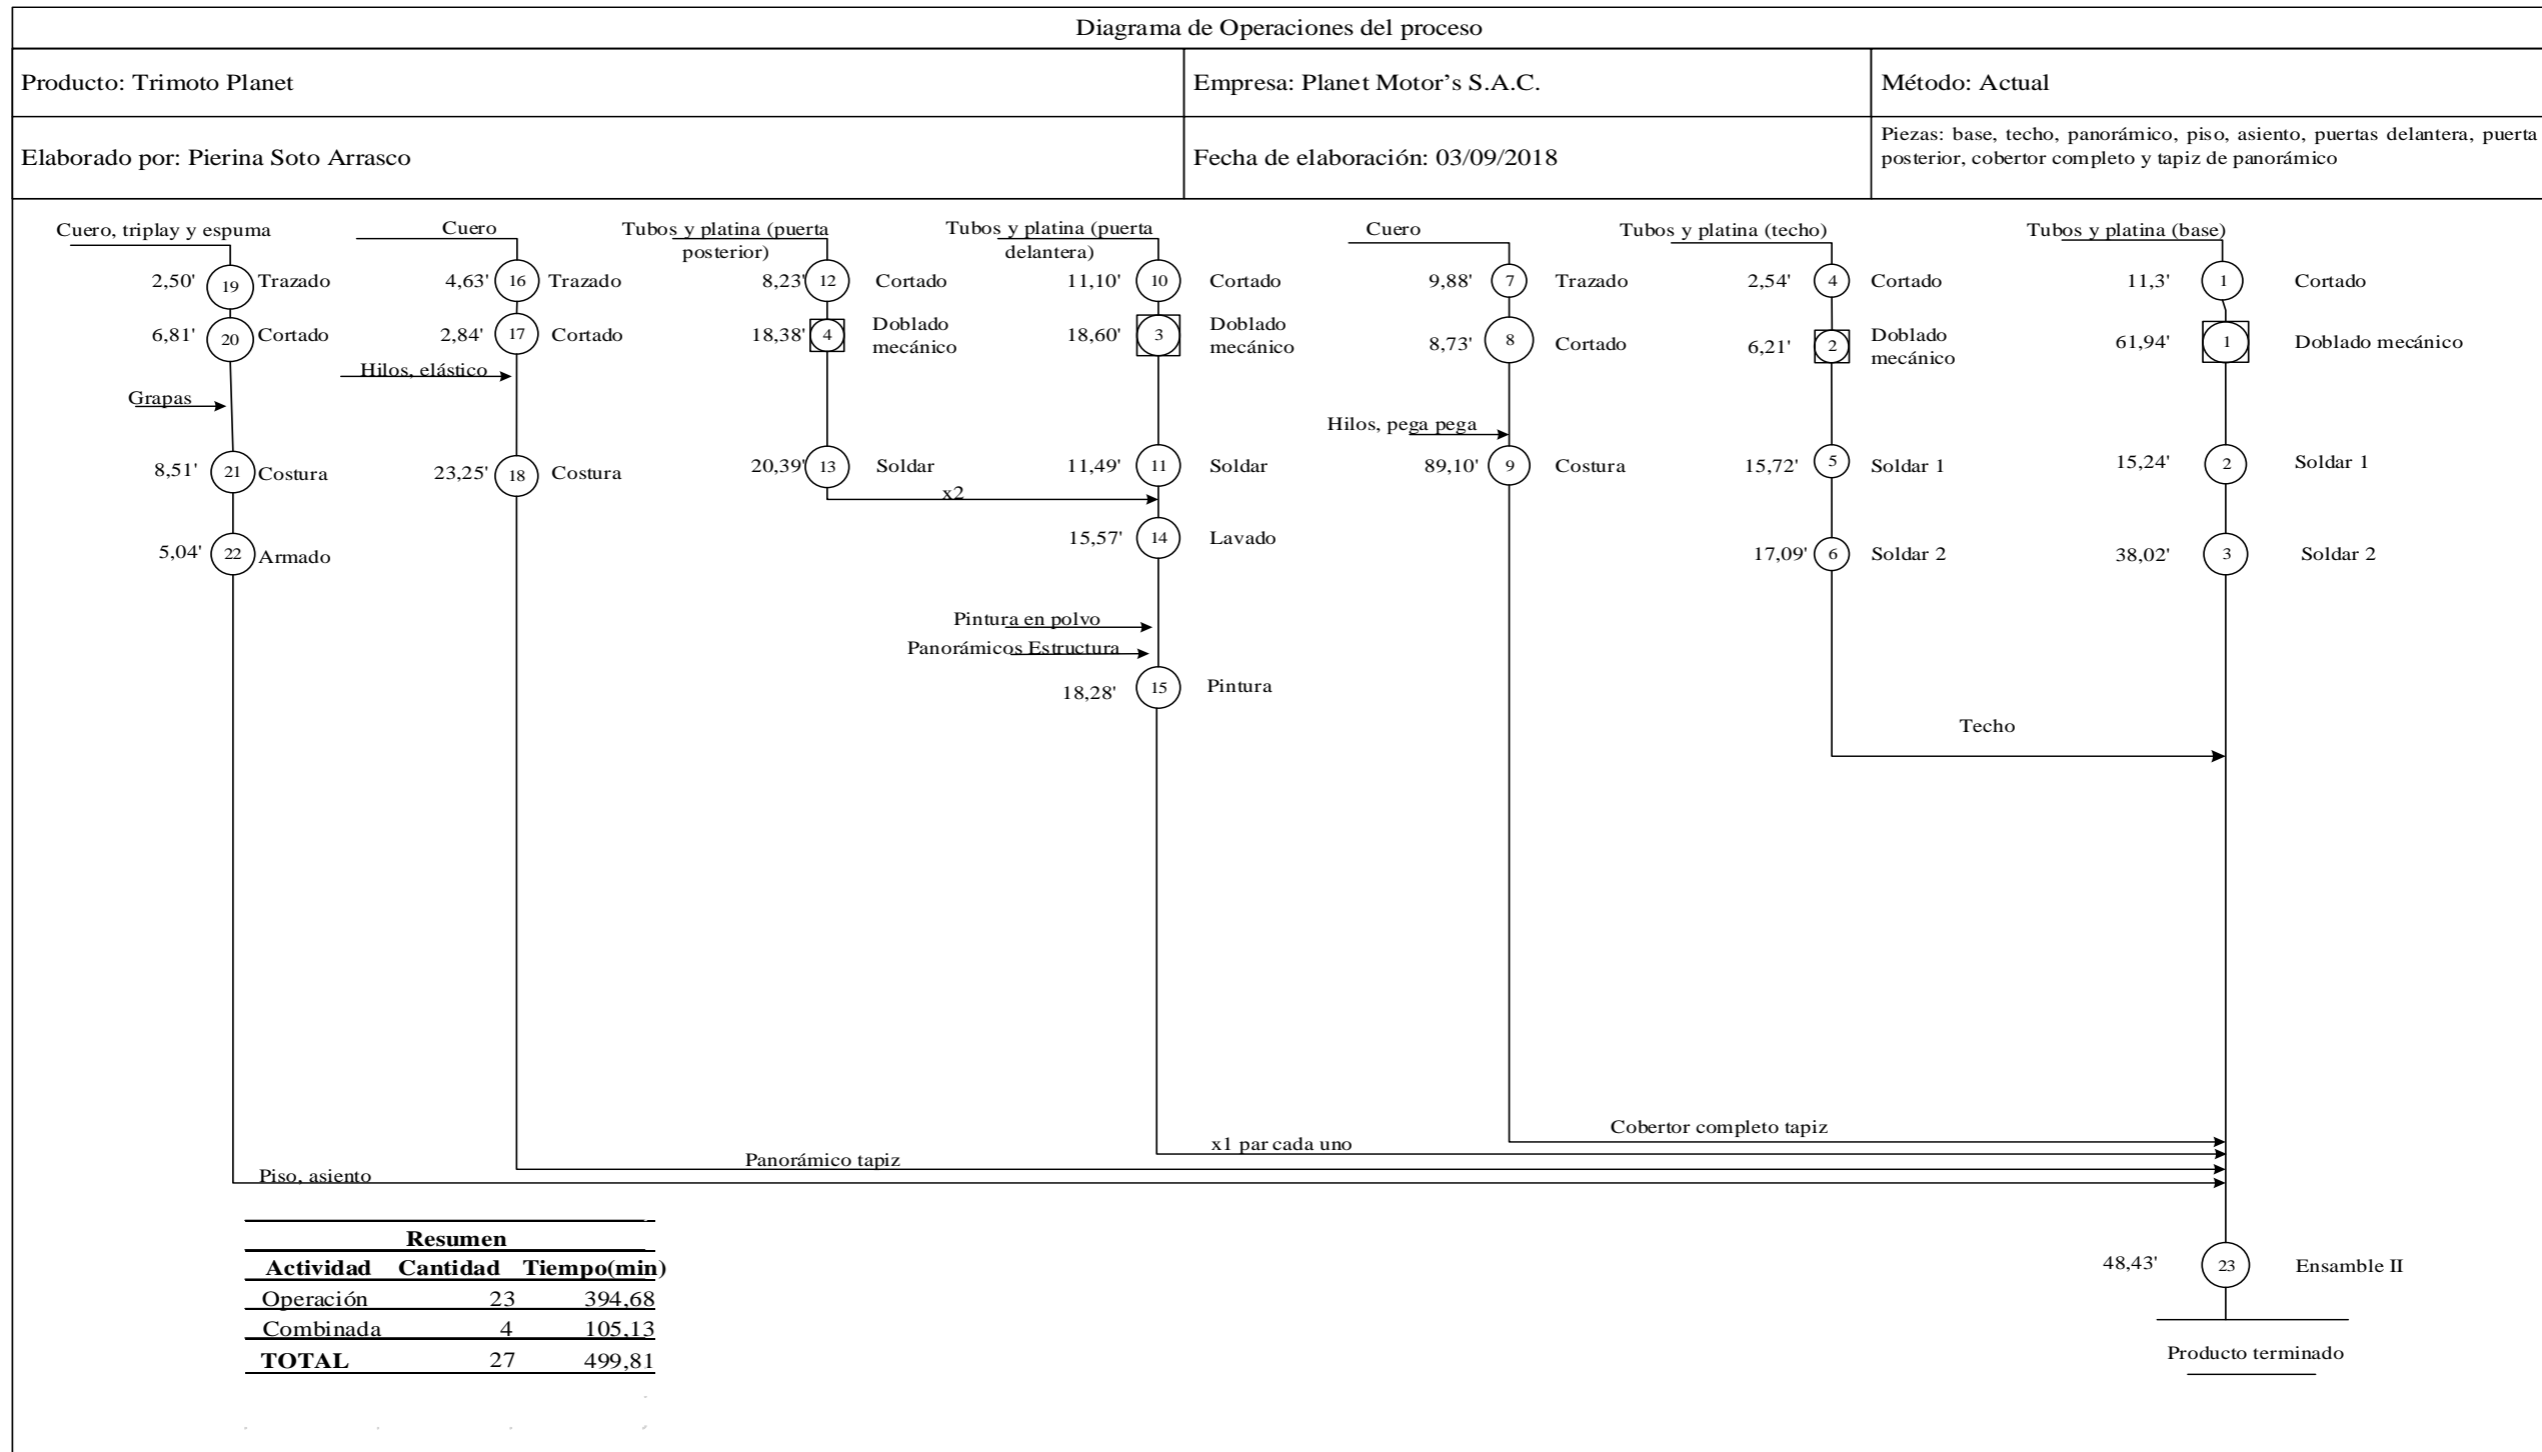 Diagrama de Operaciones del proceso
Producto: Trimoto Planet
Empresa: Planet Motor’s S.A.C.
Método: Actual
Elaborado por: Pierina Soto Arrasco
Fecha de elaboración: 03/09/2018
Piezas: base, techo, panorámico, piso, asiento, puertas delantera, puerta
posterior, cobertor completo y tapiz de panorámico
Cuero, triplay y espuma
2,50' 19 Trazado
6,81' 20 Cortado
Grapas
8,51' 21 Costura
5,04' 22 Armado
Piso, asiento
Cuero
4,63' 16 Trazado
2,84' 17 Cortado
Hilos, elástico
23,25' 18 Costura
Panorámico tapiz
Tubos y platina (puerta
posterior)
8,23' 12 Cortado
18,38' 4 Doblado
mecánico
20,39' 13 Soldar
x2
Tubos y platina (puerta
delantera)
11,10' 10 Cortado
18,60' 3 Doblado
mecánico
11,49' 11 Soldar
15,57' 14 Lavado
Pintura en polvo
Panorámicos Estructura
18,28' 15 Pintura
x1 par cada uno
Cuero
9,88' 7 Trazado
8,73' 8 Cortado
Hilos, pega pega
89,10' 9 Costura
Cobertor completo tapiz
Tubos y platina (techo)
2,54' 4 Cortado
6,21' 2 Doblado
mecánico
15,72' 5 Soldar 1
17,09' 6 Soldar 2
Techo
Tubos y platina (base)
11,3' 1 Cortado
61,94' 1 Doblado mecánico
15,24' 2 Soldar 1
38,02' 3 Soldar 2
48,43' 23 Ensamble II
Producto terminado
Resumen
Actividad Cantidad Tiempo(min)
Operación 23 394,68
Combinada 4 105,13
TOTAL 27 499,81